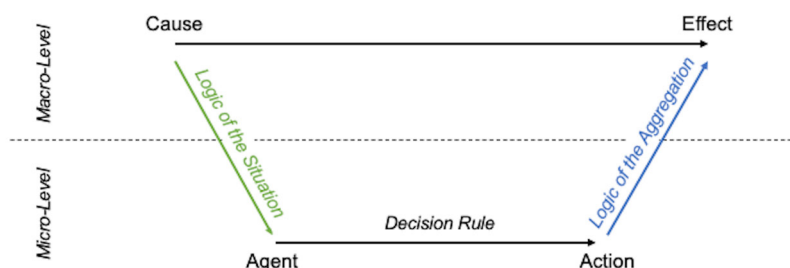 Cause
Effect
Macro-Level
Logic of the Situation
Logic of the Aggregation
Micro-Level
Decision Rule
Agent
Action